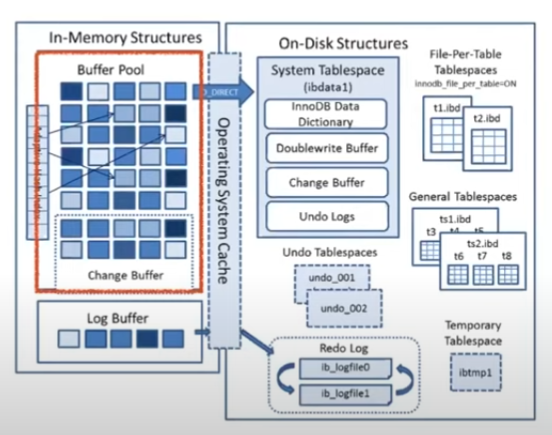 In-Memory Structures
Buffer Pool
Adaptive Hash Index
Change Buffer
Log Buffer
O_DIRECT
Operating System Cache
On-Disk Structures
System Tablespace
(ibdata1)
InnoDB Data
Dictionary
Doublewrite Buffer
Change Buffer
Undo Logs
Undo Tablespaces
undo_001
undo_002
Redo Log
ib_logfile0
ib_logfile1
File-Per-Table
Tablespaces
innodb_file_per_table=ON
t1.ibd
t2.ibd
General Tablespaces
ts1.ibd
t3
ts2.ibd
t6 t7 t8
Temporary
Tablespace
ibtmp1